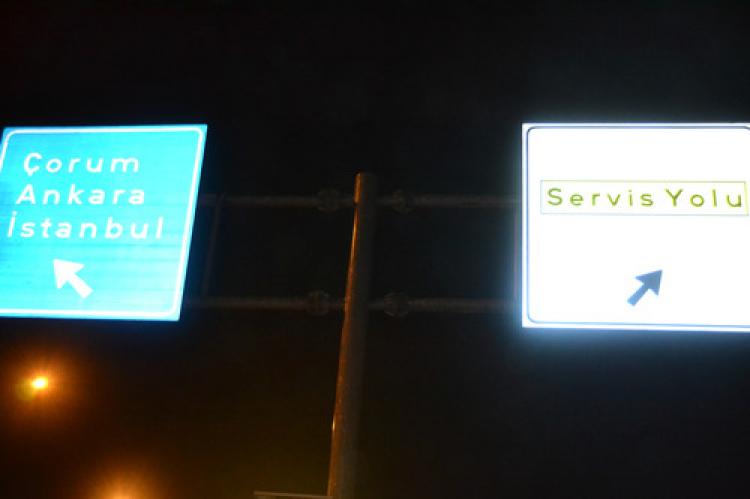 Çorum
Ankara
İstanbul
Servis Yolu